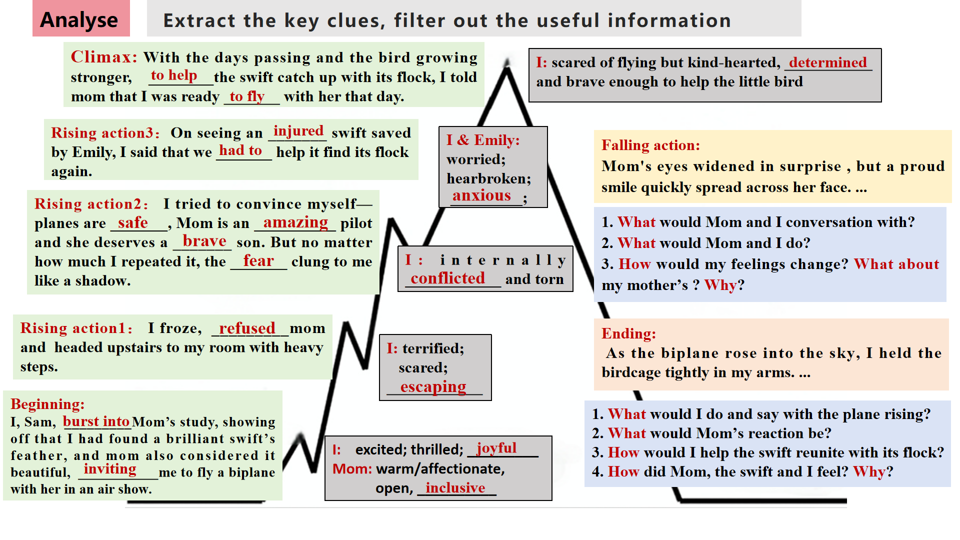 Analyse
Extract the key clues, filter out the useful information
Climax: With the days passing and the bird growing
stronger, to help the swift catch up with its flock, I told
mom that I was ready to fly with her that day.
I: scared of flying but kind-hearted, determined
and brave enough to help the little bird
Rising action3: On seeing an injured swift saved
by Emily, I said that we had to help it find its flock
again.
I & Emily:
worried;
hearbroken;
anxious ;
Rising action2: I tried to convince myself—
planes are safe , Mom is an amazing pilot
and she deserves a brave son. But no matter
how much I repeated it, the fear clung to me
like a shadow.
I : internally
conflicted and torn
Rising action1: I froze, refused mom
and headed upstairs to my room with heavy
steps.
I: terrified;
scared;
escaping
Beginning:
I, Sam, burst into Mom's study, showing
off that I had found a brilliant swift's
feather, and mom also considered it
beautiful, inviting me to fly a biplane
with her in an air show.
I: excited; thrilled; joyful
Mom: warm/affectionate,
open, inclusive
Falling action:
Mom's eyes widened in surprise , but a proud
smile quickly spread across her face. ...
1. What would Mom and I conversation with?
2. What would Mom and I do?
3. How would my feelings change? What about
my mother's ? Why?
Ending:
As the biplane rose into the sky, I held the
birdcage tightly in my arms. ...
1. What would I do and say with the plane rising?
2. What would Mom's reaction be?
3. How would I help the swift reunite with its flock?
4. How did Mom, the swift and I feel? Why?